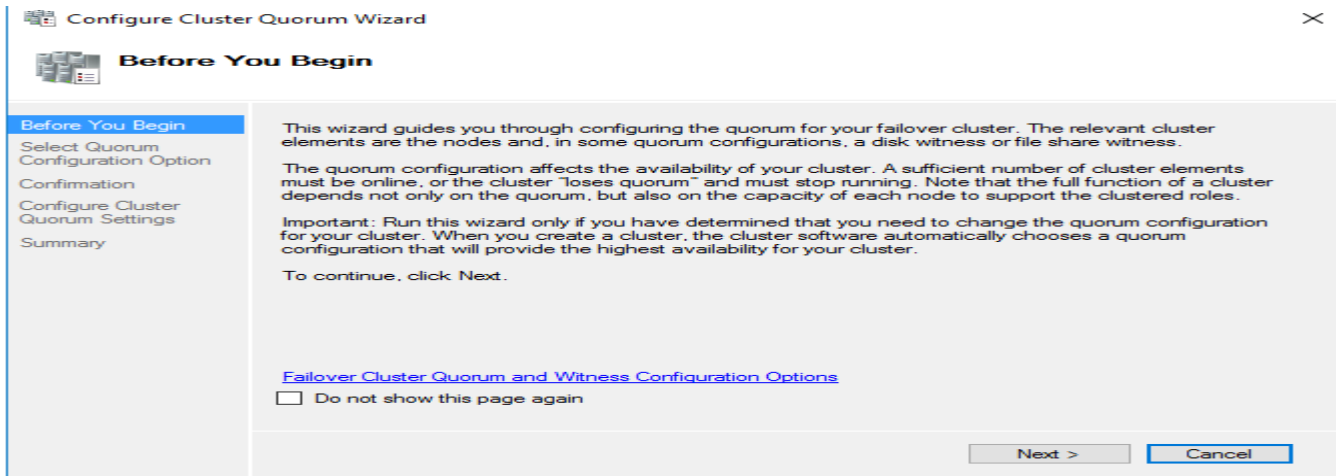 Configure Cluster Quorum Wizard
Before You Begin
Before You Begin
Select Quorum
Configuration Option
Confirmation
Configure Cluster
Quorum Settings
Summary
This wizard guides you through configuring the quorum for your failover cluster. The relevant cluster
elements are the nodes and, in some quorum configurations, a disk witness or file share witness.
The quorum configuration affects the availability of your cluster. A sufficient number of cluster elements
must be online, or the cluster "loses quorum" and must stop running. Note that the full function of a cluster
depends not only on the quorum, but also on the capacity of each node to support the clustered roles.
Important: Run this wizard only if you have determined that you need to change the quorum configuration
for your cluster. When you create a cluster, the cluster software automatically chooses a quorum
configuration that will provide the highest availability for your cluster.
To continue, click Next.
Failover Cluster Quorum and Witness Configuration Options
Do not show this page again
Next >
Cancel